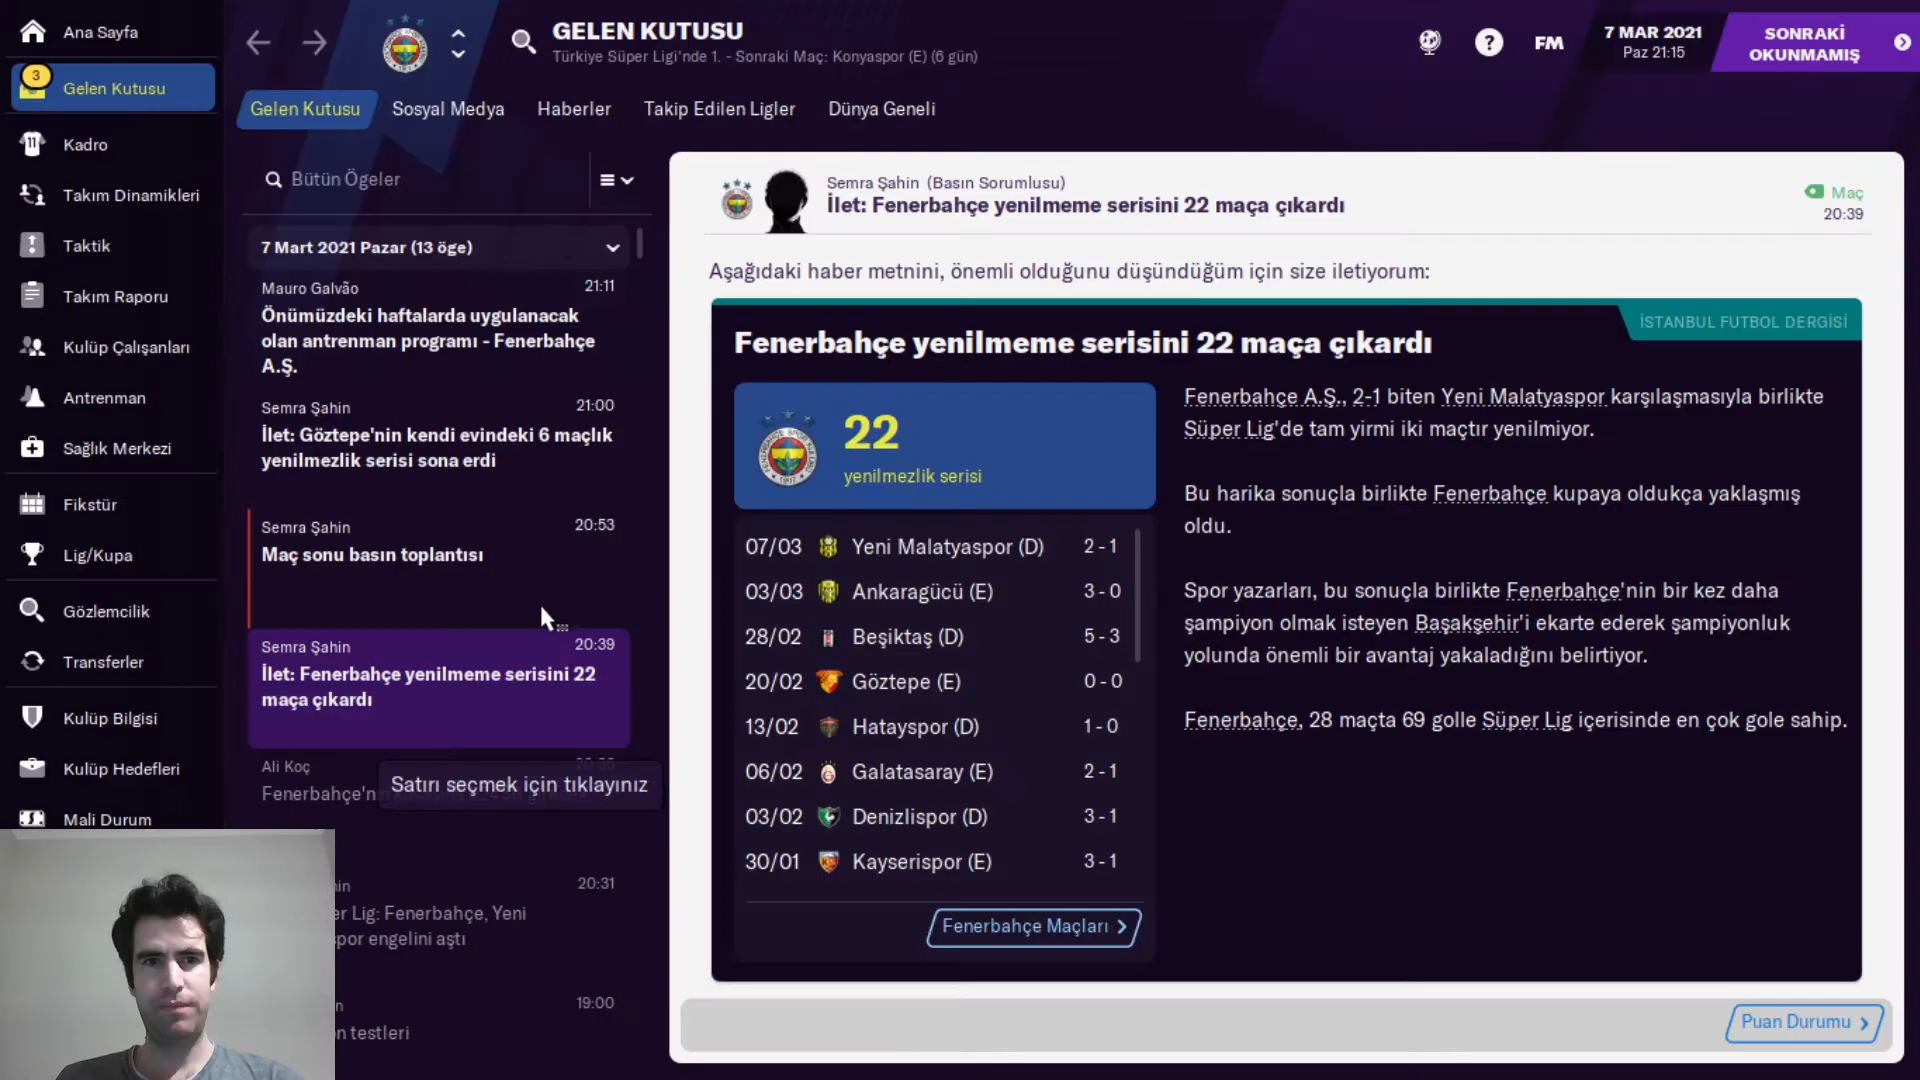 Ana Sayfa
3
Gelen Kutusu
Kadro
Takım Dinamikleri
Taktik
Takım Raporu
Kulüp Çalışanları
Antrenman
Sağlık Merkezi
Fikstür
Lig/Kupa
Gözlemcilik
Transferler
Kulüp Bilgisi
Kulüp Hedefleri
Mali Durum
GELEN KUTUSU
Türkiye Süper Ligi'nde 1. - Sonraki Maç: Konyaspor (E) (6 gün)
?
FM
7 MAR 2021
Paz 21:15
SONRAKİ
OKUNMAMIŞ
Gelen Kutusu
Sosyal Medya
Haberler
Takip Edilen Ligler
Dünya Geneli
Bütün Ögeler
7 Mart 2021 Pazar (13 öge)
Mauro Galvão 21:11
Önümüzdeki haftalarda uygulanacak
olan antrenman programı - Fenerbahçe
A.Ş.
Semra Şahin 21:00
İlet: Göztepe'nin kendi evindeki 6 maçlık
yenilmezlik serisi sona erdi
Semra Şahin 20:53
Maç sonu basın toplantısı
Semra Şahin 20:39
İlet: Fenerbahçe yenilmeme serisini 22
maça çıkardı
Ali Koç
Fenerbahçe'n
Satırı seçmek için tıklayınız
in 20:31
er Lig: Fenerbahçe, Yeni
spor engelini aştı
n 19:00
n testleri
Semra Şahin (Basın Sorumlusu)
İlet: Fenerbahçe yenilmeme serisini 22 maça çıkardı
Maç
20:39
Aşağıdaki haber metnini, önemli olduğunu düşündüğüm için size iletiyorum:
İSTANBUL FUTBOL DERGİSİ
Fenerbahçe yenilmeme serisini 22 maça çıkardı
22
yenilmezlik serisi
07/03 Yeni Malatyaspor (D) 2 - 1
03/03 Ankaragücü (E) 3 - 0
28/02 Beşiktaş (D) 5 - 3
20/02 Göztepe (E) 0 - 0
13/02 Hatayspor (D) 1 - 0
06/02 Galatasaray (E) 2 - 1
03/02 Denizlispor (D) 3 - 1
30/01 Kayserispor (E) 3 - 1
Fenerbahçe Maçları
Fenerbahçe A.Ş., 2-1 biten Yeni Malatyaspor karşılaşmasıyla birlikte
Süper Lig'de tam yirmi iki maçtır yenilmiyor.
Bu harika sonuçla birlikte Fenerbahçe kupaya oldukça yaklaşmış
oldu.
Spor yazarları, bu sonuçla birlikte Fenerbahçe'nin bir kez daha
şampiyon olmak isteyen Başakşehir'i ekarte ederek şampiyonluk
yolunda önemli bir avantaj yakaladığını belirtiyor.
Fenerbahçe, 28 maçta 69 golle Süper Lig içerisinde en çok gole sahip.
Puan Durumu